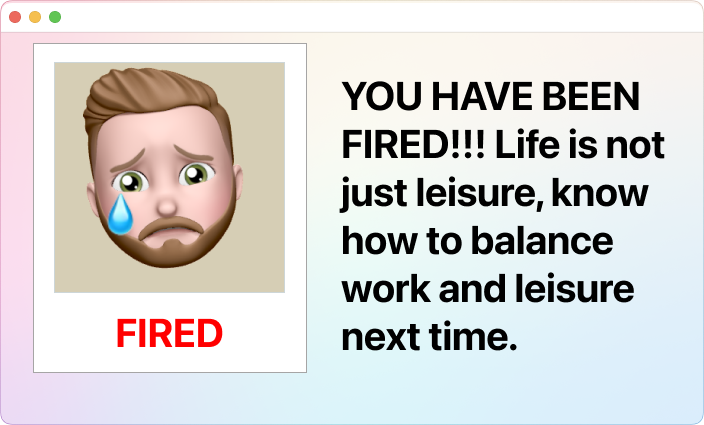 YOU HAVE BEEN
FIRED!!! Life is not
just leisure, know
how to balance
work and leisure
next time.
FIRED